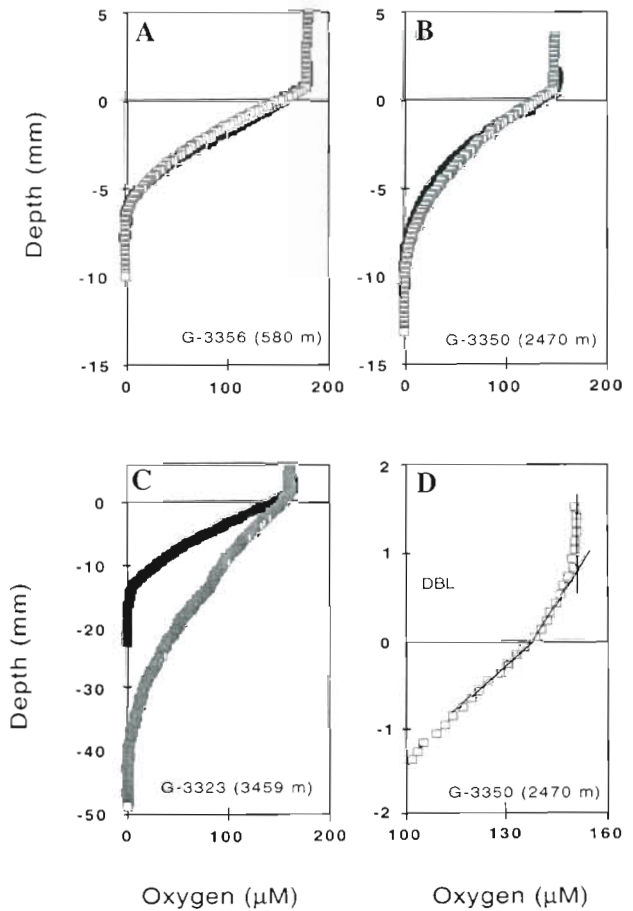 A
B
5
0
-5
-10
-15
Depth (mm)
G-3356 (580 m)
0
100
200
5
0
-5
-10
-15
G-3350 (2470 m)
0
100
200
C
D
0
-10
-20
-30
-40
-50
Depth (mm)
G-3323 (3459 m)
0
100
200
Oxygen (µM)
2
1
0
-1
-2
DBL
G-3350 (2470 m)
100
130
160
Oxygen (µM)